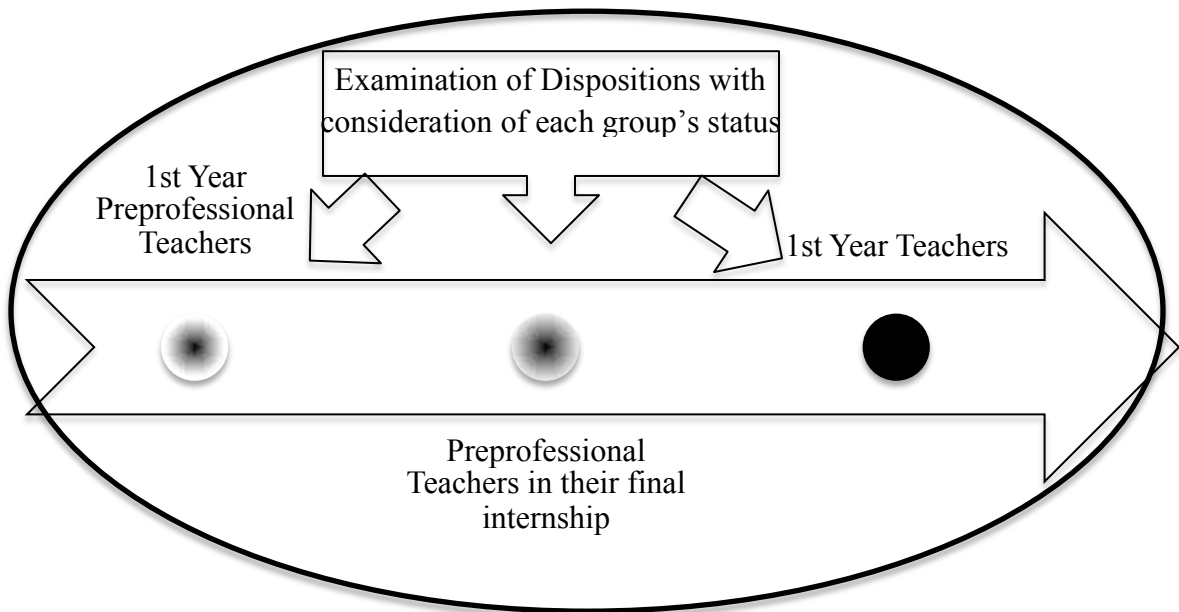 Examination of Dispositions with
consideration of each group's status
1st Year
Preprofessional
Teachers
1st Year Teachers
Preprofessional
Teachers in their final
internship